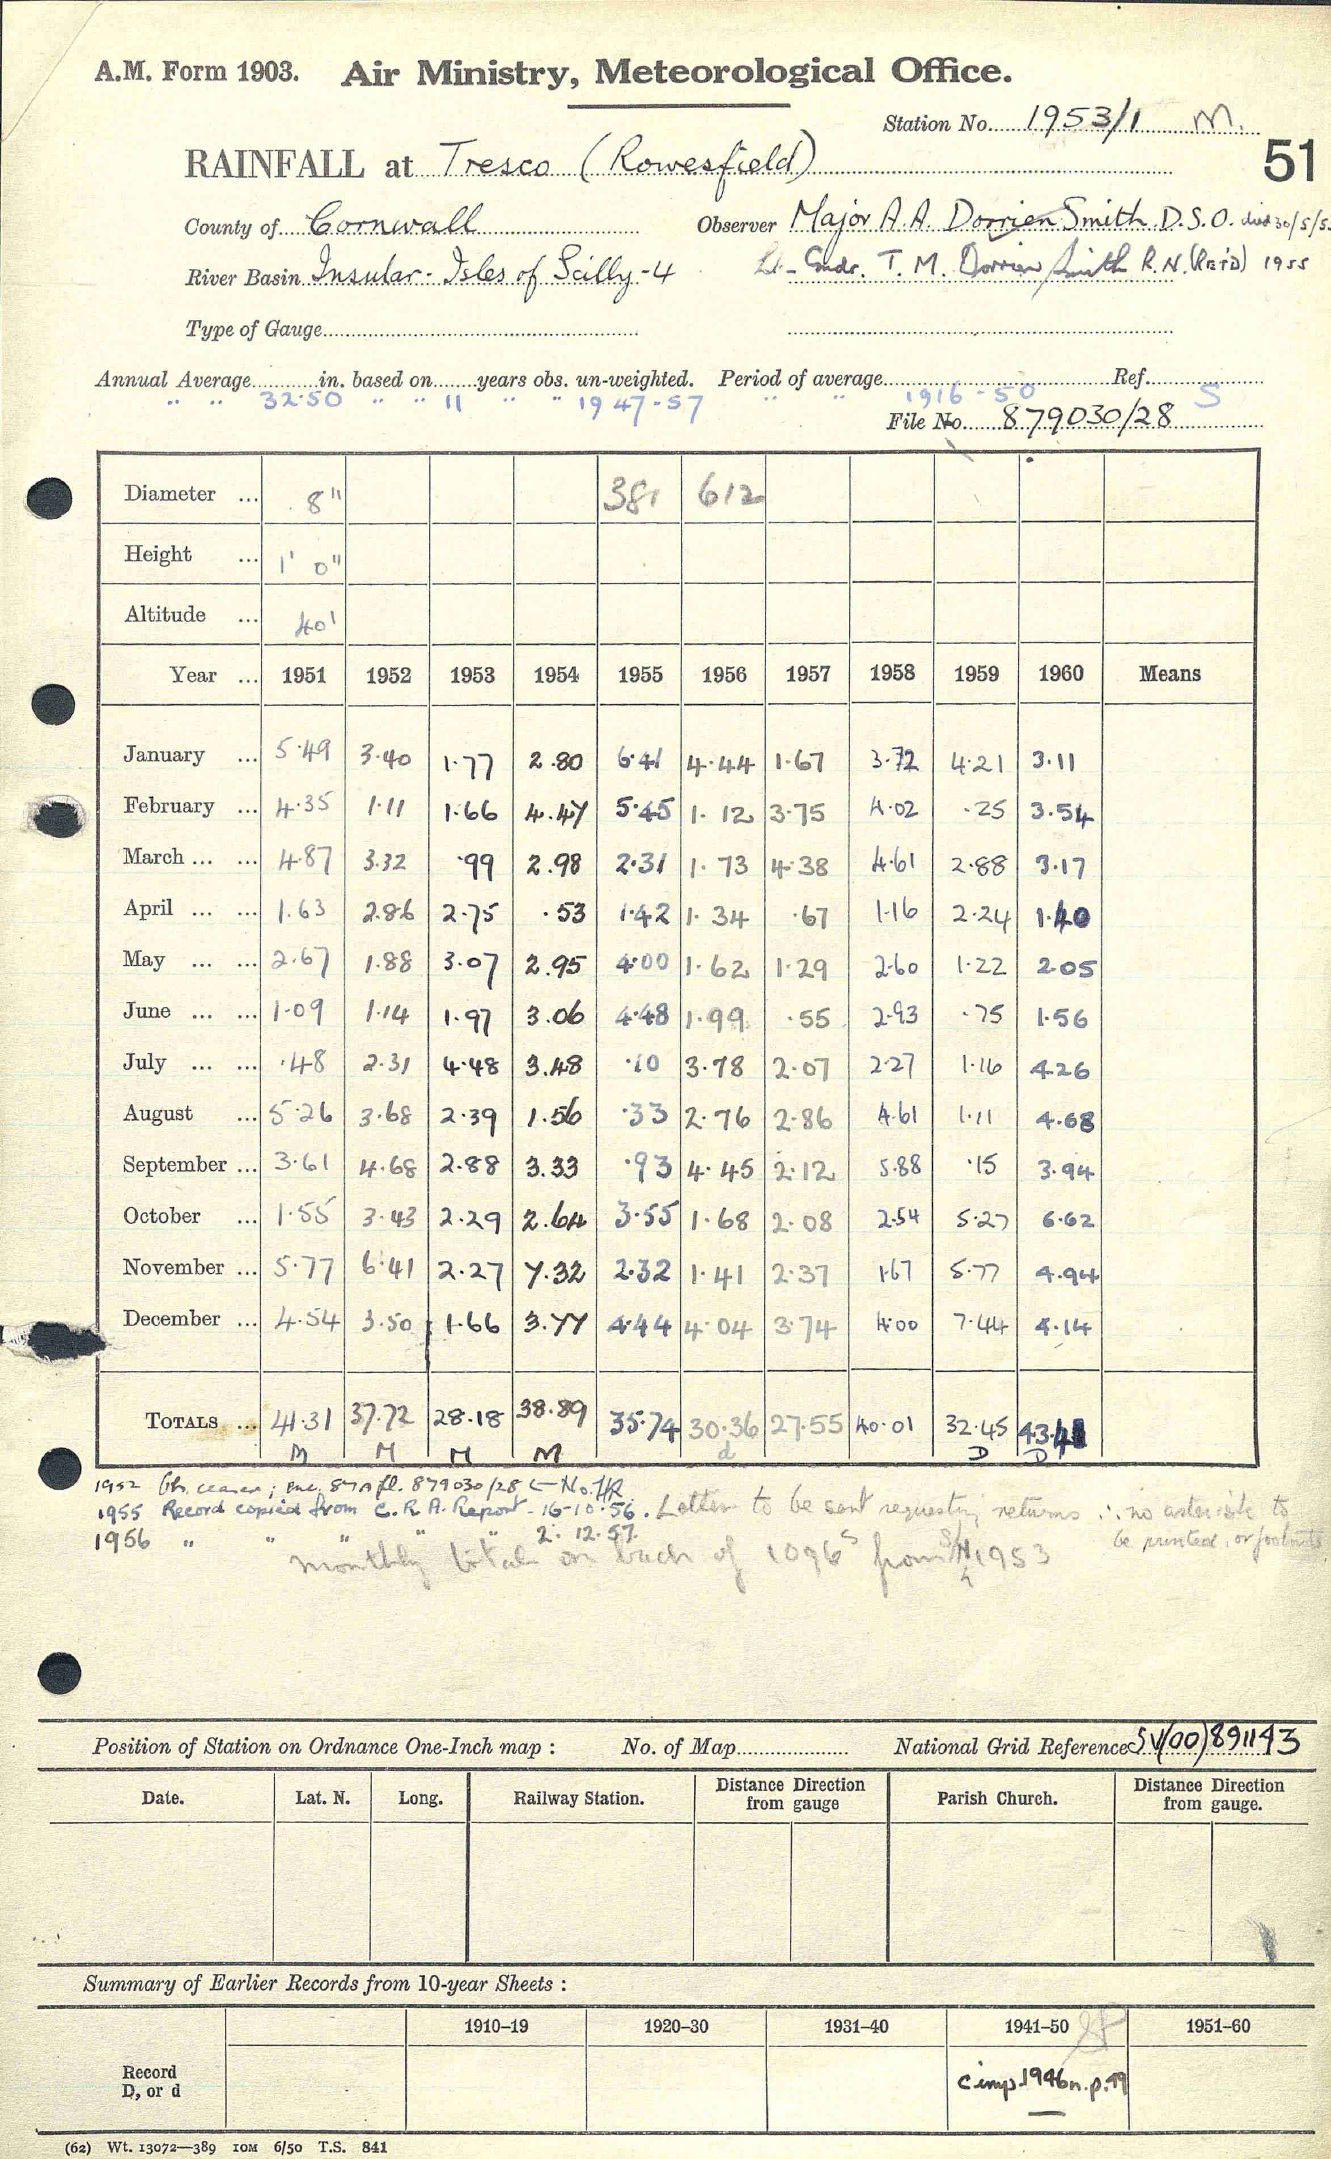 A.M. Form 1903. Air Ministry, Meteorological Office.
Station No. 1953/1 M.
51
RAINFALL at Tresco (Rowesfield)
County of Cornwall Observer Major A.A. Dorrien Smith D.S.O. died 30/5/5
River Basin Insular - Isles of Scilly - 4 Lt - Cmdr. T. M. Dorrien Smith R.N. (Ret'd) 1955
Type of Gauge
Annual Average in. based on years obs. un-weighted. Period of average Ref.
" " 32.50 " " 11 " " 1947-57 " " 1916-50 S
File No. 879030/28
Diameter ... 8" 381 612
Height ... 1' 0"
Altitude ... 40'
Year ... 1951 1952 1953 1954 1955 1956 1957 1958 1959 1960 Means
January ... 5.49 3.40 1.77 2.80 6.41 4.44 1.67 3.72 4.21 3.11
February ... 4.35 1.11 1.66 4.47 5.45 1.12 3.75 4.02 .25 3.54
March ... ... 4.87 3.32 .99 2.98 2.31 1.73 4.38 4.61 2.88 3.17
April ... ... 1.63 2.86 2.75 .53 1.42 1.34 .67 1.16 2.24 1.40
May ... ... 2.67 1.88 3.07 2.95 4.00 1.62 1.29 2.60 1.22 2.05
June ... ... 1.09 1.14 1.97 3.06 4.48 1.99 .55 2.93 .75 1.56
July ... ... .48 2.31 4.48 3.48 .10 3.78 2.07 2.27 1.16 4.26
August ... 5.26 3.68 2.39 1.56 .33 2.76 2.86 4.61 1.11 4.68
September ... 3.61 4.68 2.88 3.33 .93 4.45 2.12 5.88 .15 3.94
October ... 1.55 3.43 2.29 2.64 3.55 1.68 2.08 2.54 5.27 6.62
November ... 5.77 6.41 2.27 7.32 2.32 1.41 2.37 1.67 5.77 4.94
December ... 4.54 3.50 1.66 3.77 4.44 4.04 3.74 4.00 7.44 4.14
TOTALS ... 41.31 37.72 28.18 38.89 35.74 30.36 27.55 40.01 32.45 43.41
M M M M d D D
1952 879030/28
1955 Record copied from C.R.A. Report - 16-10-56. Letter to be sent requesting returns ∴ no asterisk to
1956 " " " " " 2. 12. 57. be printed, or footnote
monthly totals on back of 1096s from 1953
Position of Station on Ordnance One-Inch map : No. of Map National Grid Reference SV(00)891143
Date. Lat. N. Long. Railway Station. Distance Direction from gauge Parish Church. Distance Direction from gauge.
Summary of Earlier Records from 10-year Sheets :
1910–19 1920–30 1931–40 1941–50 1951–60
Record
D, or d
1946
(62) Wt. 13072—389 10M 6/50 T.S. 841